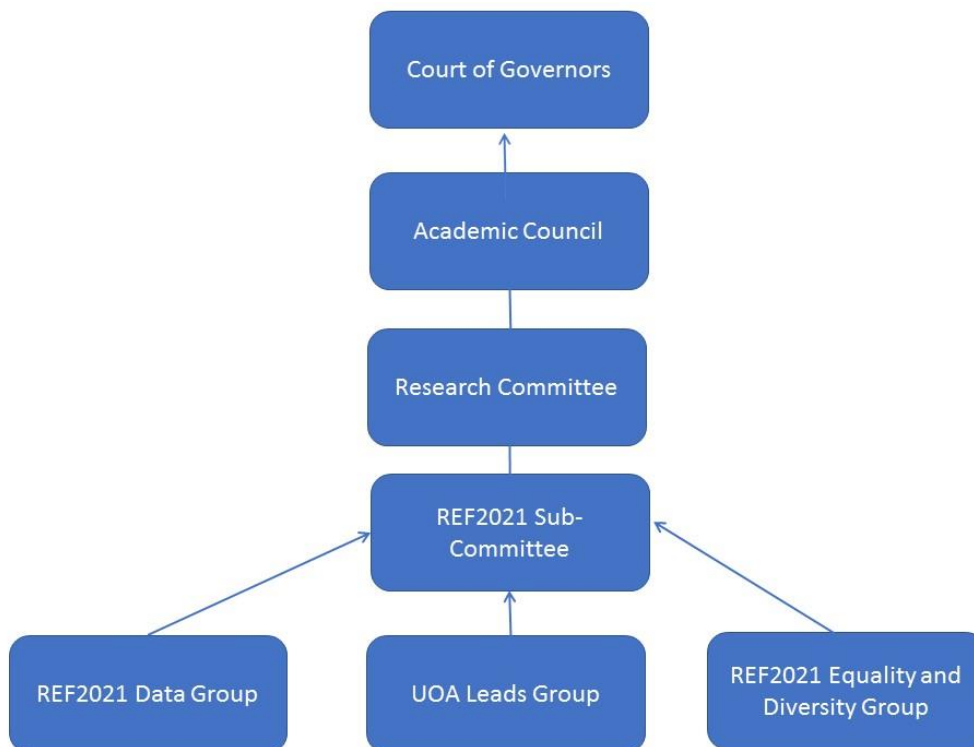 Court of Governors
Academic Council
Research Committee
REF2021 Sub-
Committee
REF2021 Data Group
UOA Leads Group
REF2021 Equality and
Diversity Group